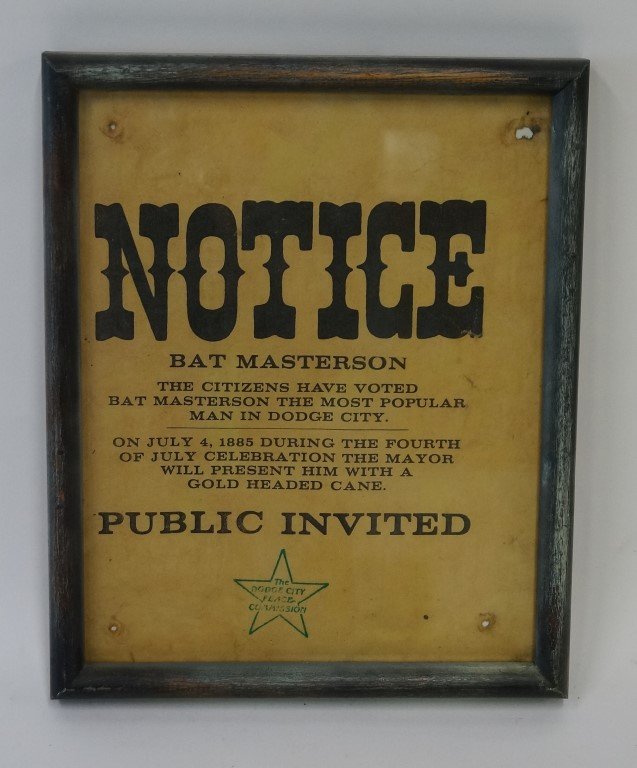 NOTICE
BAT MASTERSON
THE CITIZENS HAVE VOTED
BAT MASTERSON THE MOST POPULAR
MAN IN DODGE CITY.
ON JULY 4, 1885 DURING THE FOURTH
OF JULY CELEBRATION THE MAYOR
WILL PRESENT HIM WITH A
GOLD HEADED CANE.
PUBLIC INVITED
The
DODGE CITY
PEACE
COMMISSION